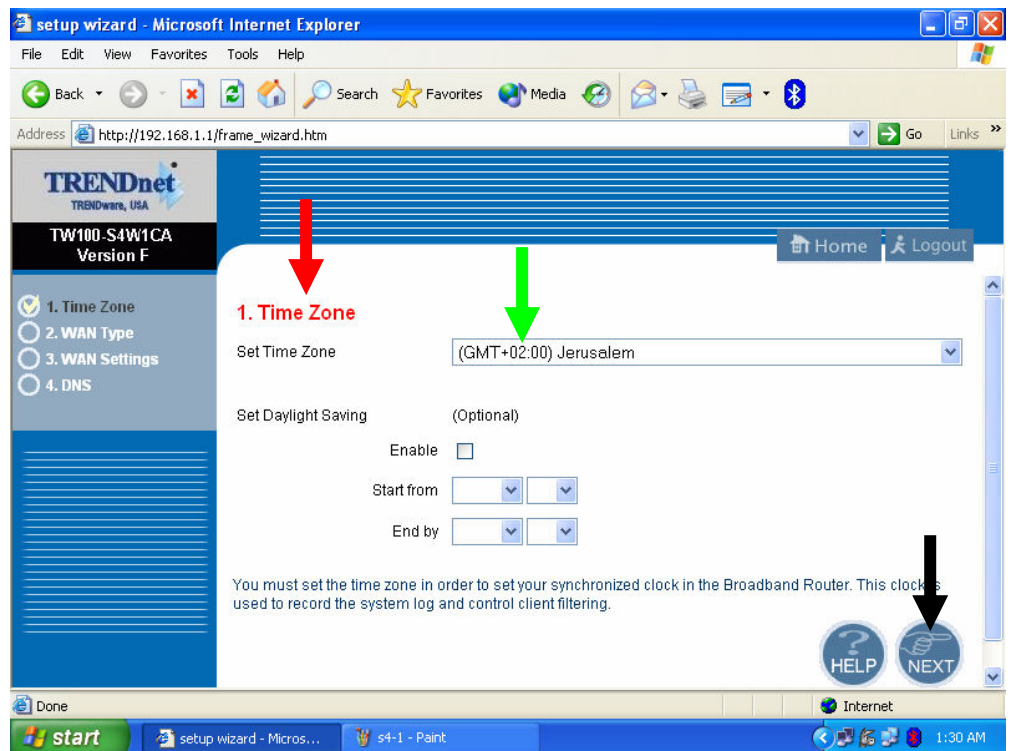 setup wizard - Microsoft Internet Explorer
File Edit View Favorites Tools Help
Back Search Favorites Media
Address http://192.168.1.1/frame_wizard.htm Go Links »
TRENDnet
TRENDware, USA
TW100-S4W1CA
Version F
Home Logout
1. Time Zone
2. WAN Type
3. WAN Settings
4. DNS
1. Time Zone
Set Time Zone (GMT+02:00) Jerusalem
Set Daylight Saving (Optional)
Enable
Start from
End by
You must set the time zone in order to set your synchronized clock in the Broadband Router. This clock is
used to record the system log and control client filtering.
HELP NEXT
Done Internet
start setup wizard - Micros... s4-1 - Paint 1:30 AM